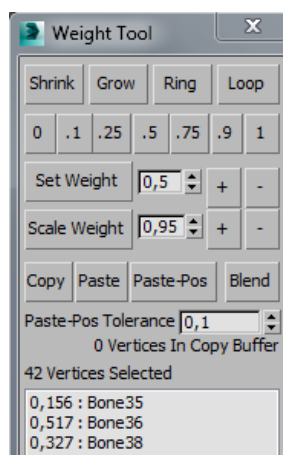 Weight Tool
Shrink Grow Ring Loop
0 .1 .25 .5 .75 .9 1
Set Weight 0,5 + -
Scale Weight 0,95 + -
Copy Paste Paste-Pos Blend
Paste-Pos Tolerance 0,1
0 Vertices In Copy Buffer
42 Vertices Selected
0,156 : Bone35
0,517 : Bone36
0,327 : Bone38